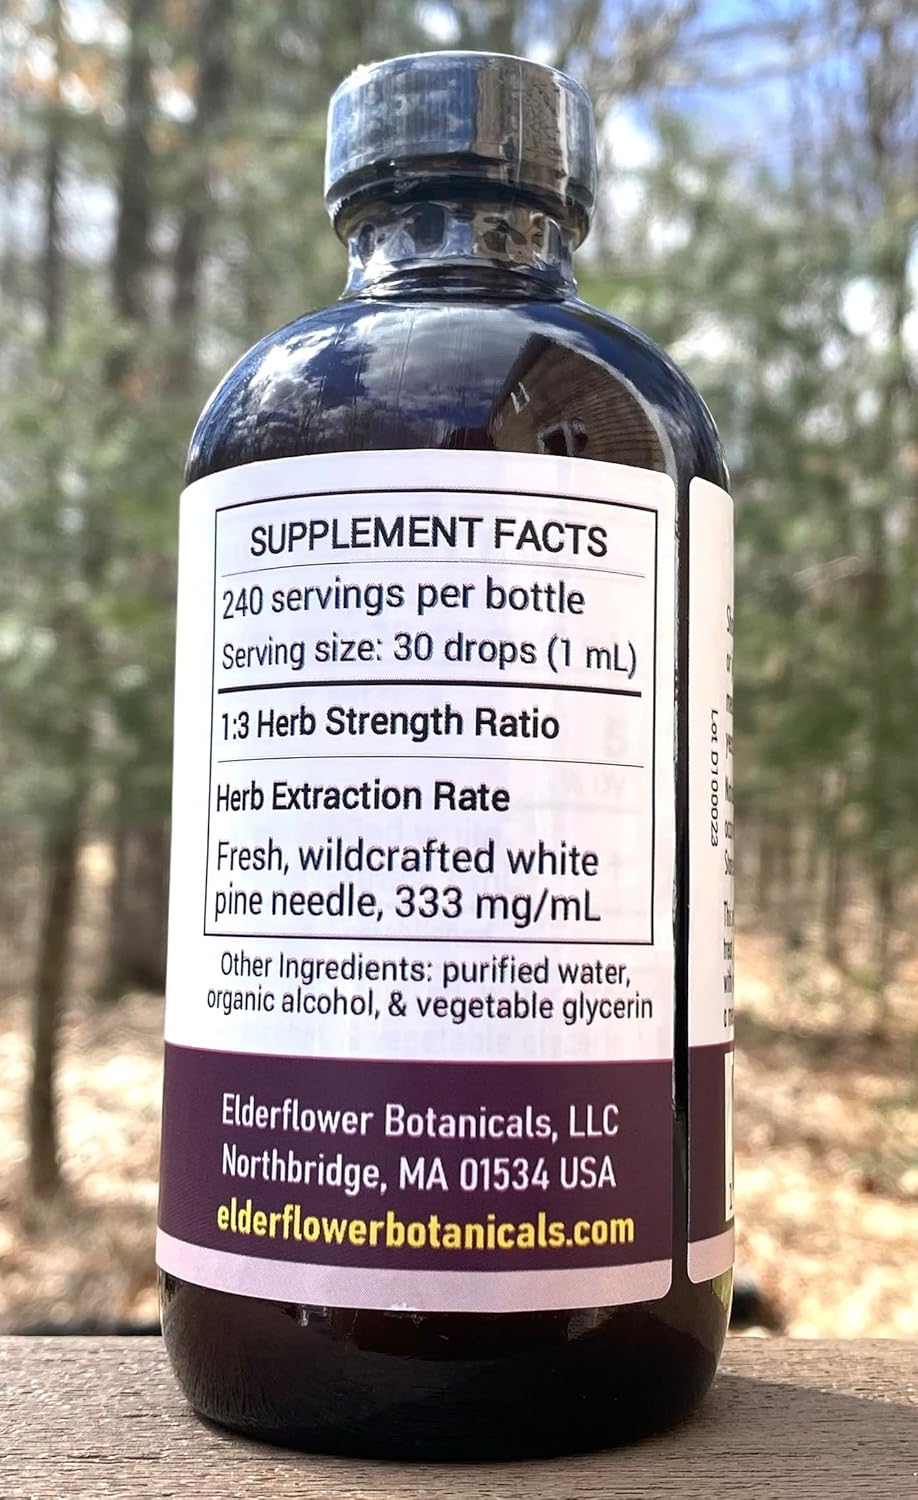 SUPPLEMENT FACTS
240 servings per bottle
Serving size: 30 drops (1 mL)
1:3 Herb Strength Ratio
Herb Extraction Rate
Fresh, wildcrafted white
pine needle, 333 mg/mL
Other Ingredients: purified water,
organic alcohol, & vegetable glycerin
Elderflower Botanicals, LLC
Northbridge, MA 01534 USA
elderflowerbotanicals.com
Lot D100023